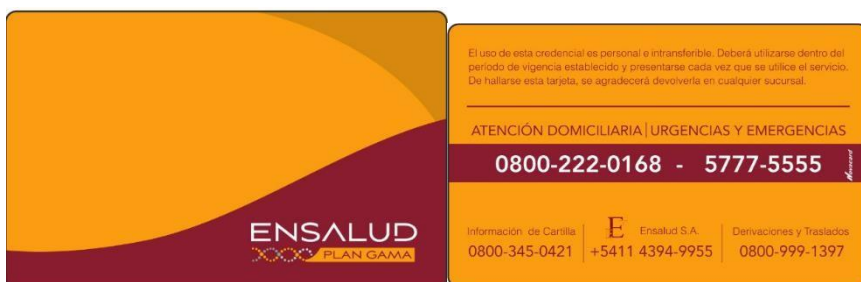 ENSALUD
PLAN GAMA
El uso de esta credencial es personal e intransferible. Deberá utilizarse dentro del
período de vigencia establecido y presentarse cada vez que se utilice el servicio.
De hallarse esta tarjeta, se agradecerá devolverla en cualquier sucursal.
ATENCIÓN DOMICILIARIA | URGENCIAS Y EMERGENCIAS
0800-222-0168 - 5777-5555
Información de Cartilla
0800-345-0421
E Ensalud S.A.
+5411 4394-9955
Derivaciones y Traslados
0800-999-1397